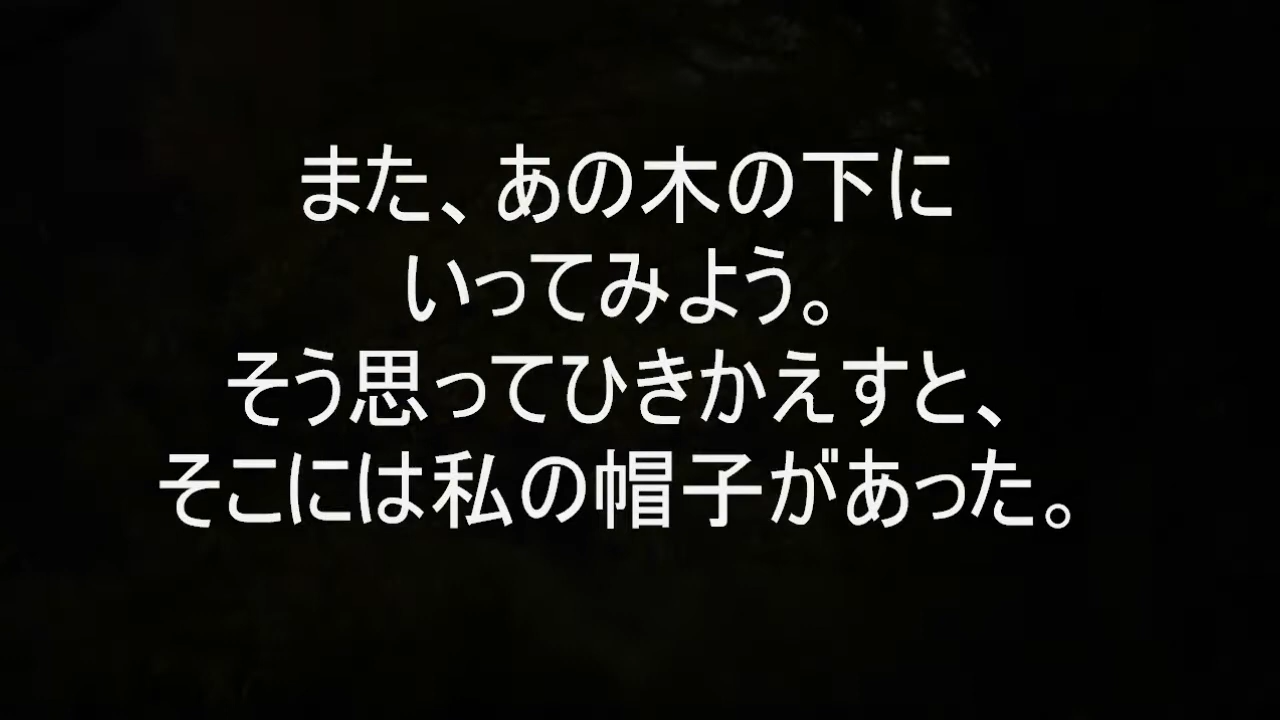 また、あの木の下に
いってみよう。
そう思ってひきかえすと、
そこには私の帽子があった。